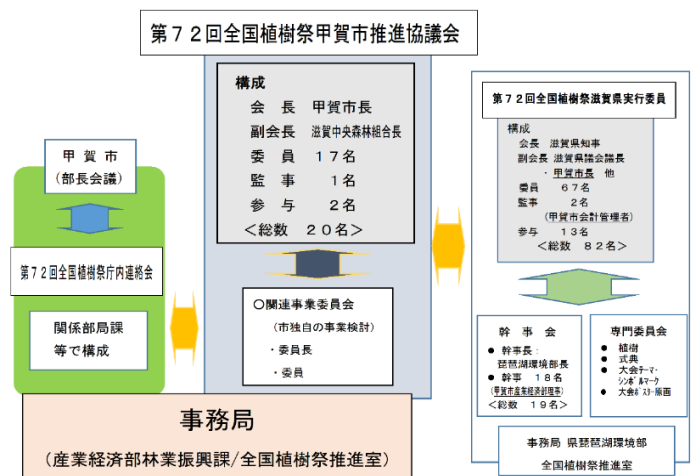 第７２回全国植樹祭甲賀市推進協議会
構成
会　長　甲賀市長
副会長　滋賀中央森林組合長
委　員　１７名
監　事　１名
参　与　２名
＜総数　２０名＞
〇関連事業委員会
（市独自の事業検討）
・委員長
・委員
甲 賀 市
（部長会議）
第７２回全国植樹祭庁内連絡会
関係部局課
等で構成
事務局
（産業経済部林業振興課/全国植樹祭推進室）
第７２回全国植樹祭滋賀県実行委員
構成
会長　滋賀県知事
副会長　滋賀県議会議長
・甲賀市長　他
委員　６７名
監事　２名
（甲賀市会計管理者）
参与　１３名
＜総数　８２名＞
幹 事 会
● 幹事長：
琵琶湖環境部長
● 幹事　１８名
（甲賀市産業経済部理事）
＜総数　１９名＞
専門委員会
● 植樹
● 式典
● 大会ﾃｰﾏ・
ｼﾝﾎﾞﾙﾏｰｸ
● 大会ﾎﾟｽﾀｰ原画
事務局 県琵琶湖環境部
全国植樹祭推進室